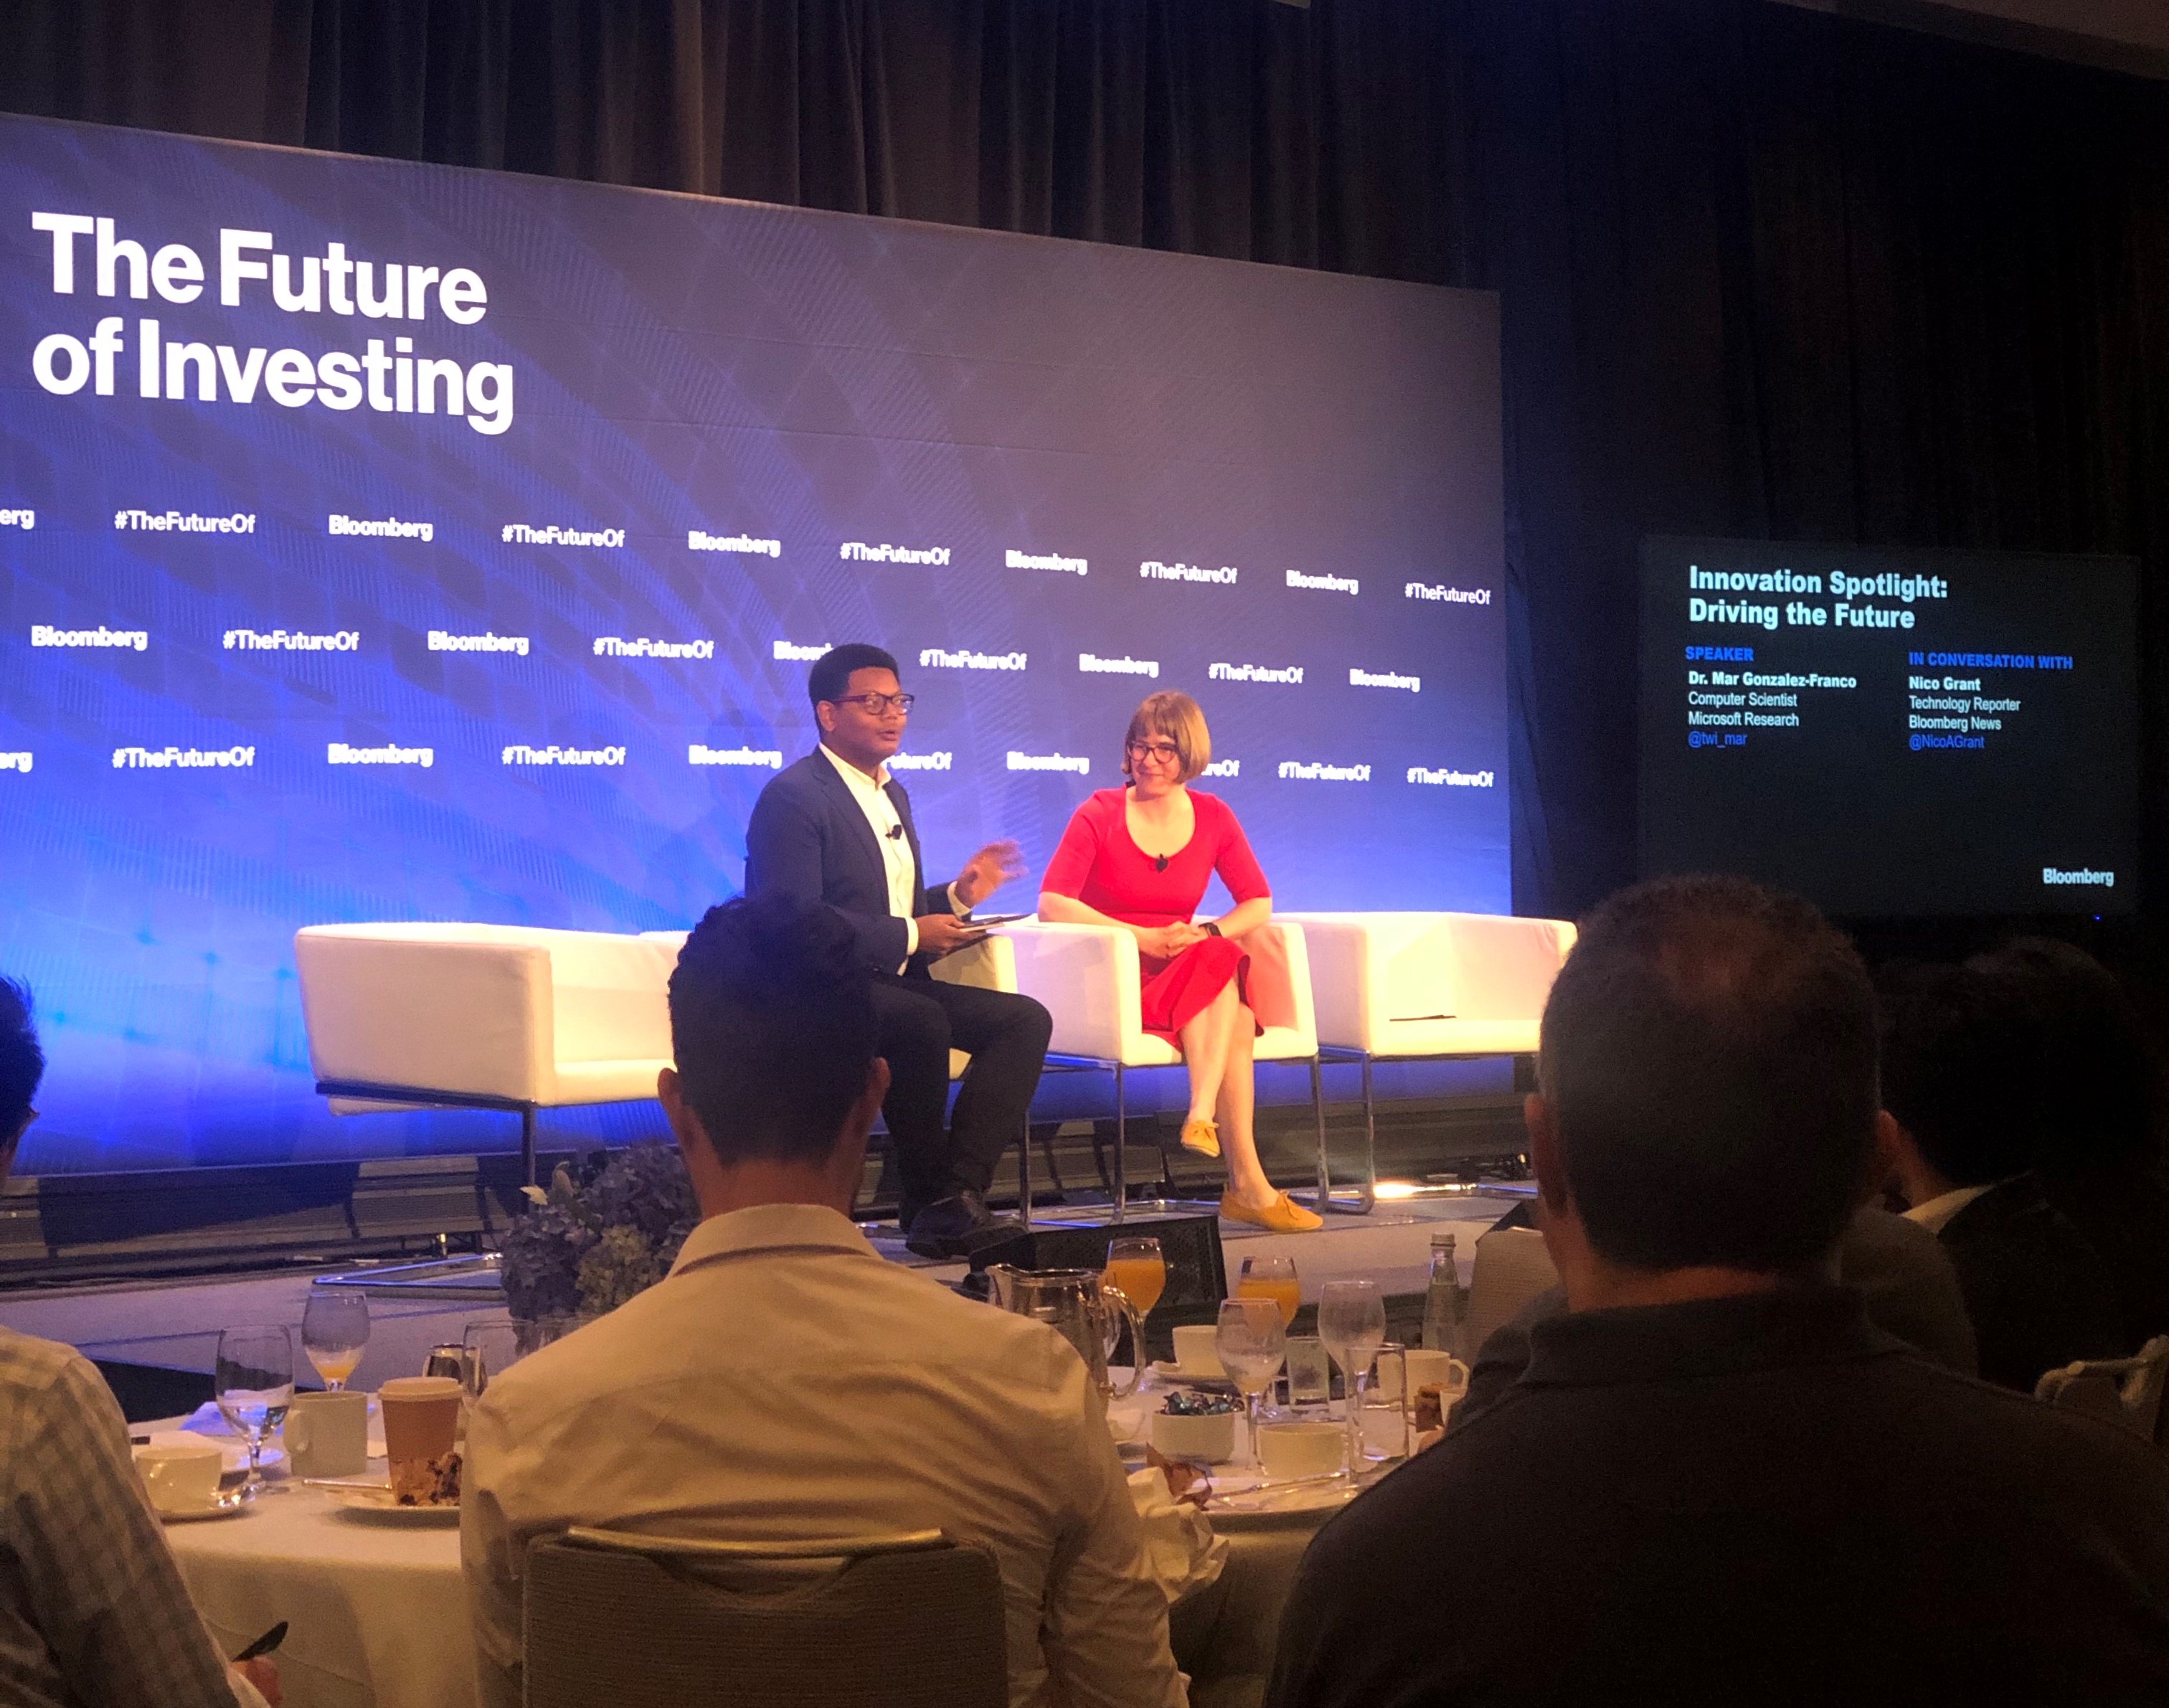 The Future
of Investing
#TheFutureOf Bloomberg #TheFutureOf Bloomberg #TheFutureOf Bloomberg #TheFutureOf Bloomberg #TheFutureOf
Bloomberg #TheFutureOf Bloomberg #TheFutureOf #TheFutureOf Bloomberg #TheFutureOf Bloomberg
#TheFutureOf Bloomberg #TheFutureOf Bloomberg Bloomberg #TheFutureOf #TheFutureOf
Innovation Spotlight:
Driving the Future
SPEAKER
Dr. Mar Gonzalez-Franco
Computer Scientist
Microsoft Research
@twi_mar
IN CONVERSATION WITH
Nico Grant
Technology Reporter
Bloomberg News
@NicoAGrant
Bloomberg